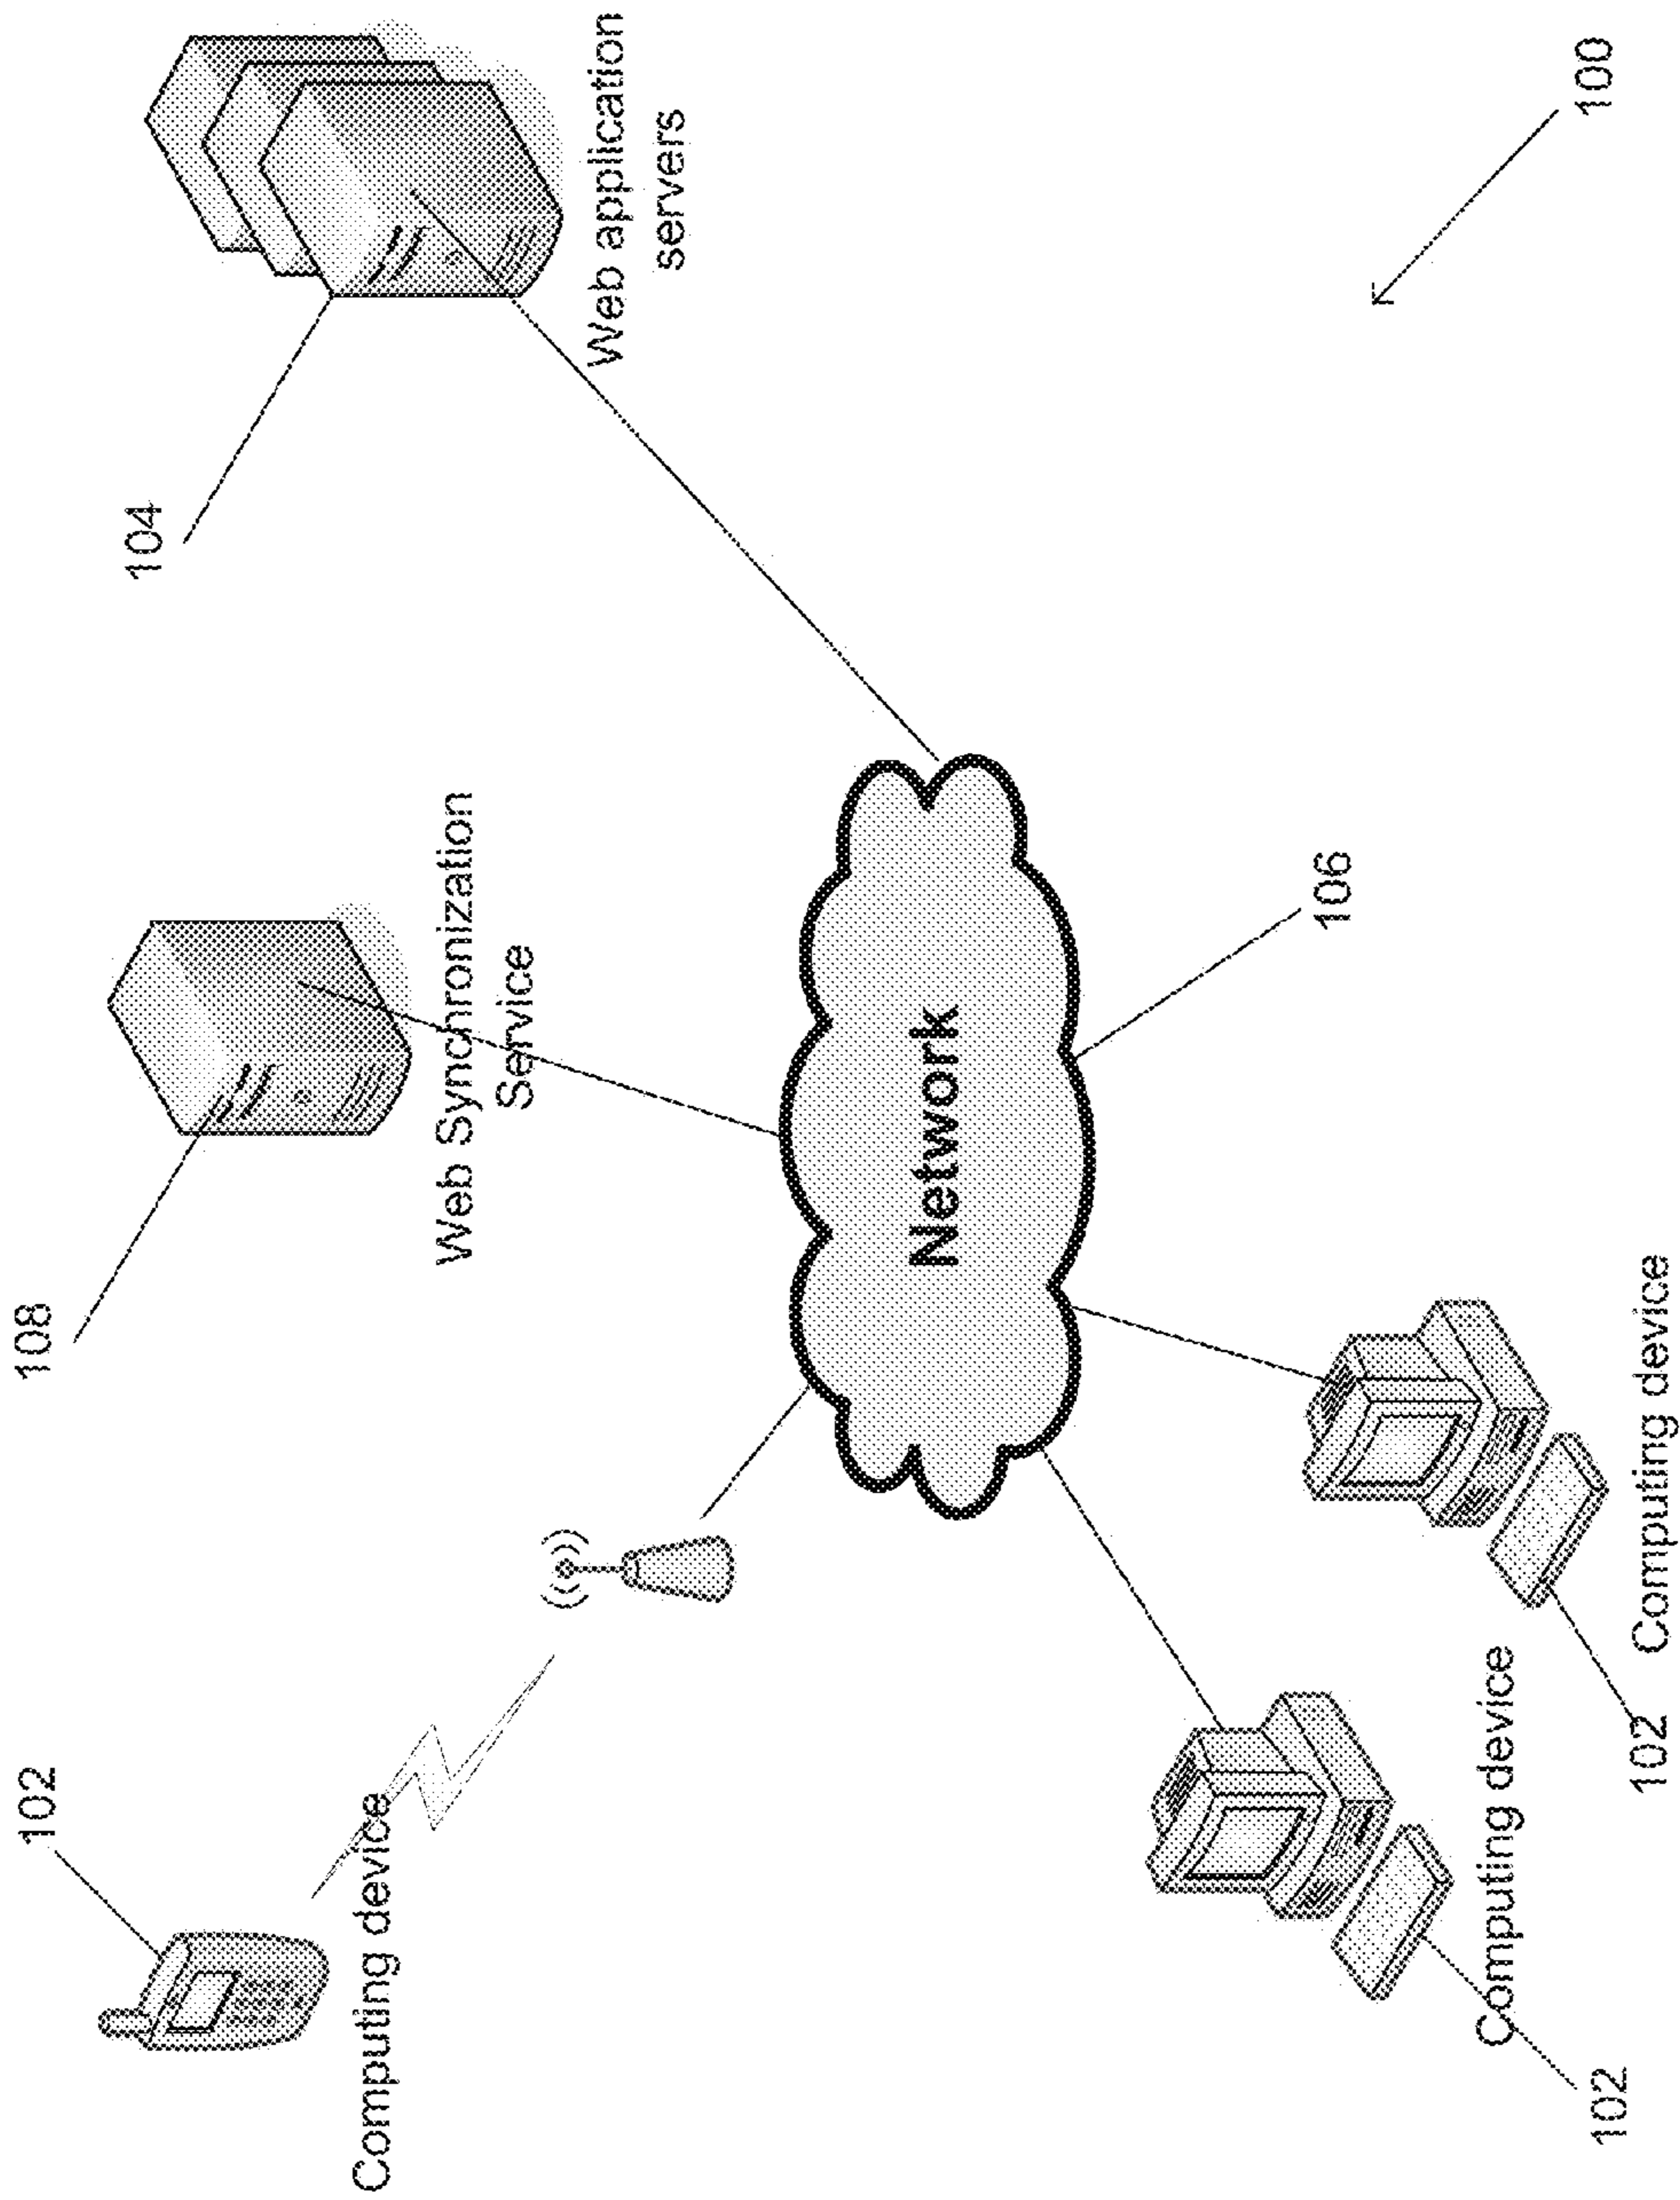 102
Computing device
108
Web Synchronization
Service
104
Web application
servers
Network
106
Computing device
102
Computing device
102
100